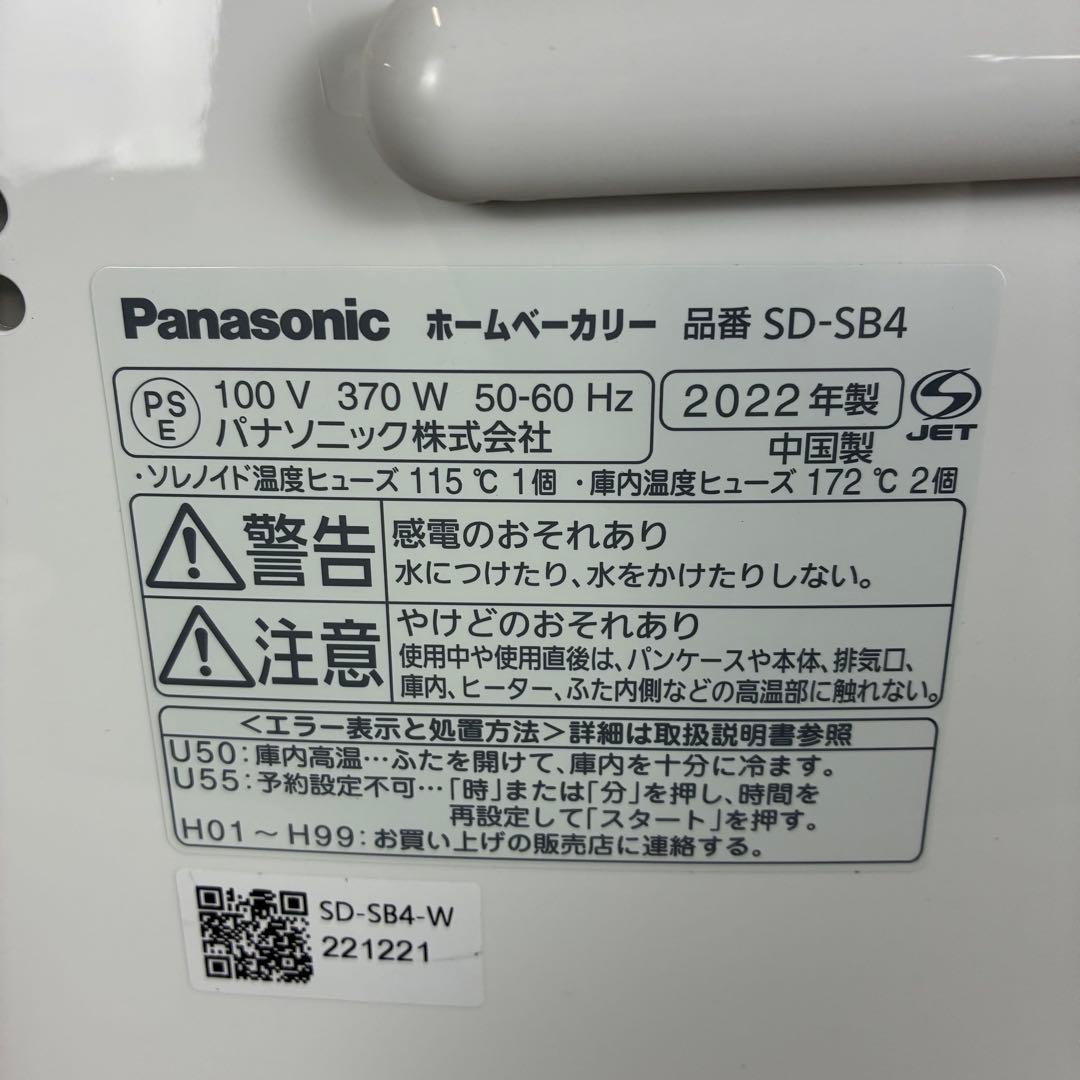 Panasonic ホームベーカリー 品番 SD-SB4
PS E 100 V 370 W 50-60 Hz
パナソニック株式会社
2022年製
中国製
S JET
・ソレノイド温度ヒューズ 115 ℃ 1個 ・庫内温度ヒューズ 172 ℃ 2個
警告
感電のおそれあり
水につけたり、水をかけたりしない。
注意
やけどのおそれあり
使用中や使用直後は、パンケースや本体、排気口、
庫内、ヒーター、ふた内側などの高温部に触れない。
<エラー表示と処置方法>詳細は取扱説明書参照
U50:庫内高温…ふたを開けて、庫内を十分に冷ます。
U55:予約設定不可…「時」または「分」を押し、時間を
再設定して「スタート」を押す。
H01～H99:お買い上げの販売店に連絡する。
SD-SB4-W
221221